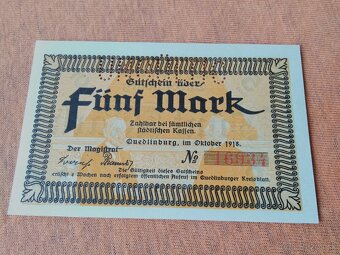 Gutschein über
Fünf Mark
Zahlbar bei sämtlichen
städtischen Kassen.
Quedlinburg, im Oktober 1918.
Der Magistrat
No 16934
Die Gültigkeit dieses Gutscheins
erlischt 4 Wochen nach erfolgtem öffentlichen Aufruf im Quedlinburger Kreisblatt.